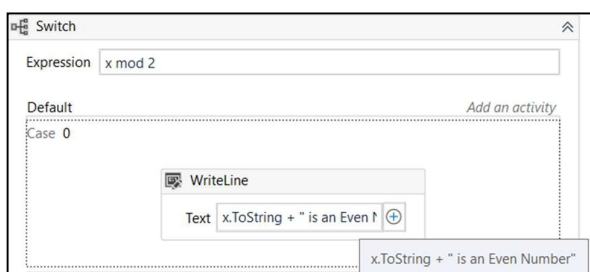 Switch
Expression x mod 2
Default Add an activity
Case 0
WriteLine
Text x.ToString + " is an Even N
x.ToString + " is an Even Number"